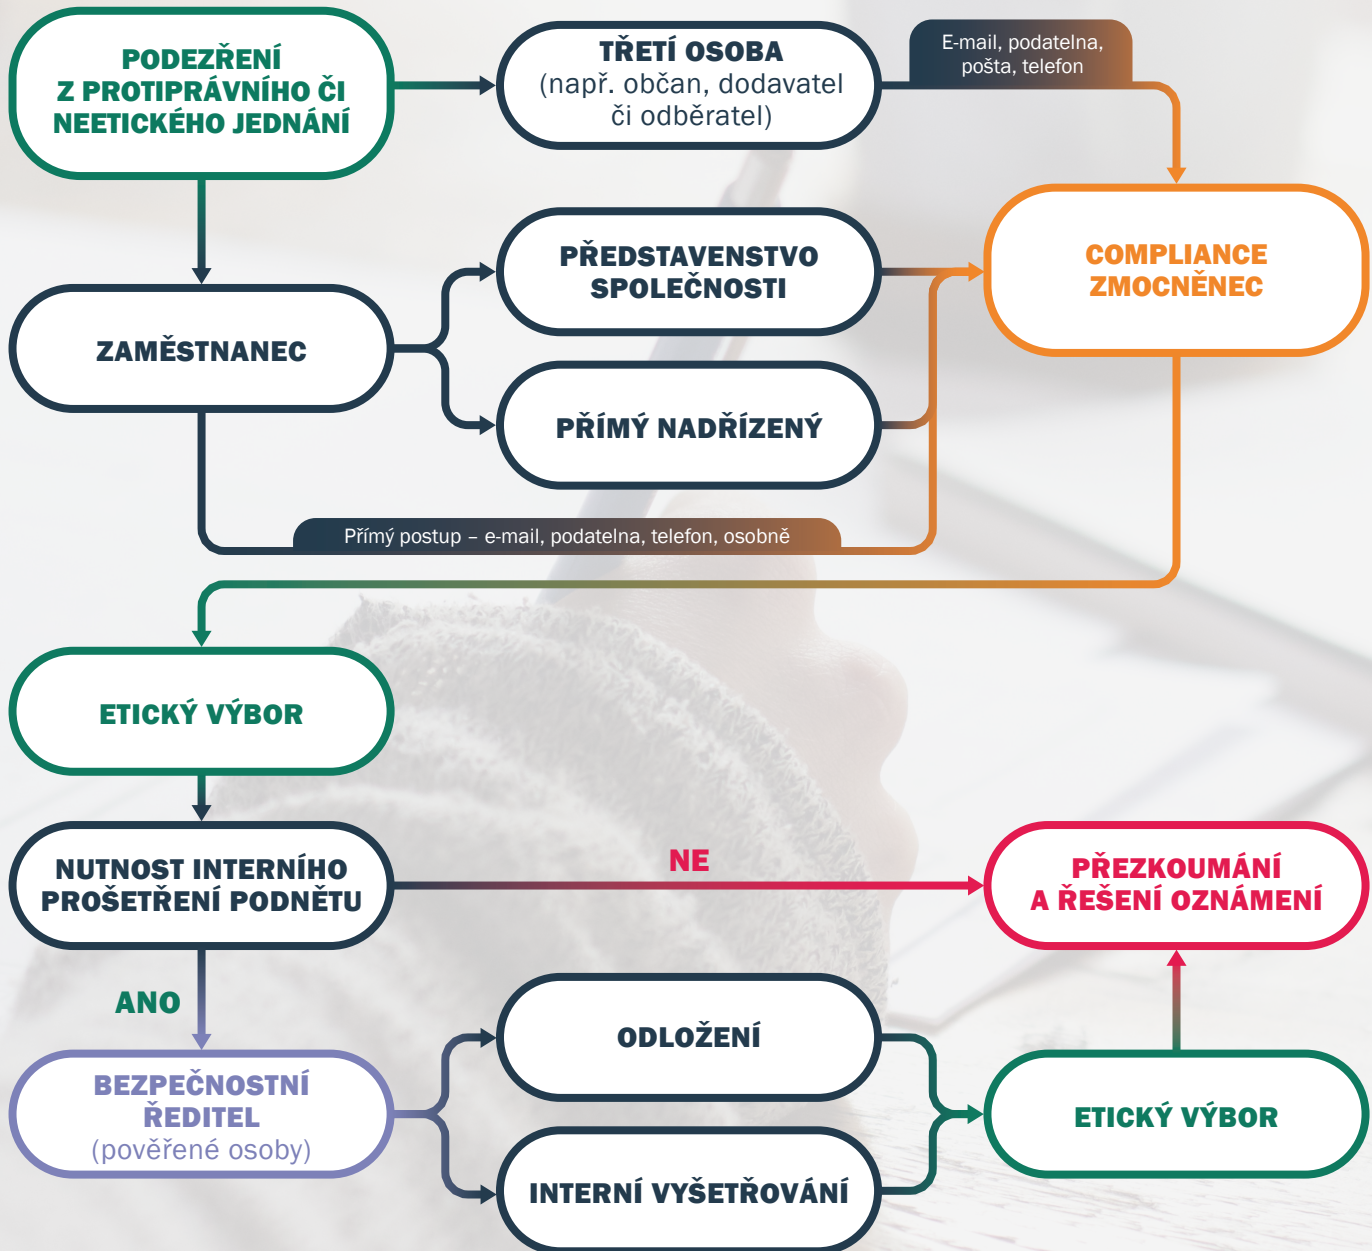 PODEZŘENÍ
Z PROTIPRÁVNÍHO ČI
NEETICKÉHO JEDNÁNÍ
TŘETÍ OSOBA
(např. občan, dodavatel
či odběratel)
E-mail, podatelna,
pošta, telefon
PŘEDSTAVENSTVO
SPOLEČNOSTI
COMPLIANCE
ZMOCNĚNEC
ZAMĚSTNANEC
PŘÍMÝ NADŘÍZENÝ
Přímý postup – e-mail, podatelna, telefon, osobně
ETICKÝ VÝBOR
NUTNOST INTERNÍHO
PROŠETŘENÍ PODNĚTU
NE
PŘEZKOUMÁNÍ
A ŘEŠENÍ OZNÁMENÍ
ANO
BEZPEČNOSTNÍ
ŘEDITEL
(pověřené osoby)
ODLOŽENÍ
INTERNÍ VYŠETŘOVÁNÍ
ETICKÝ VÝBOR